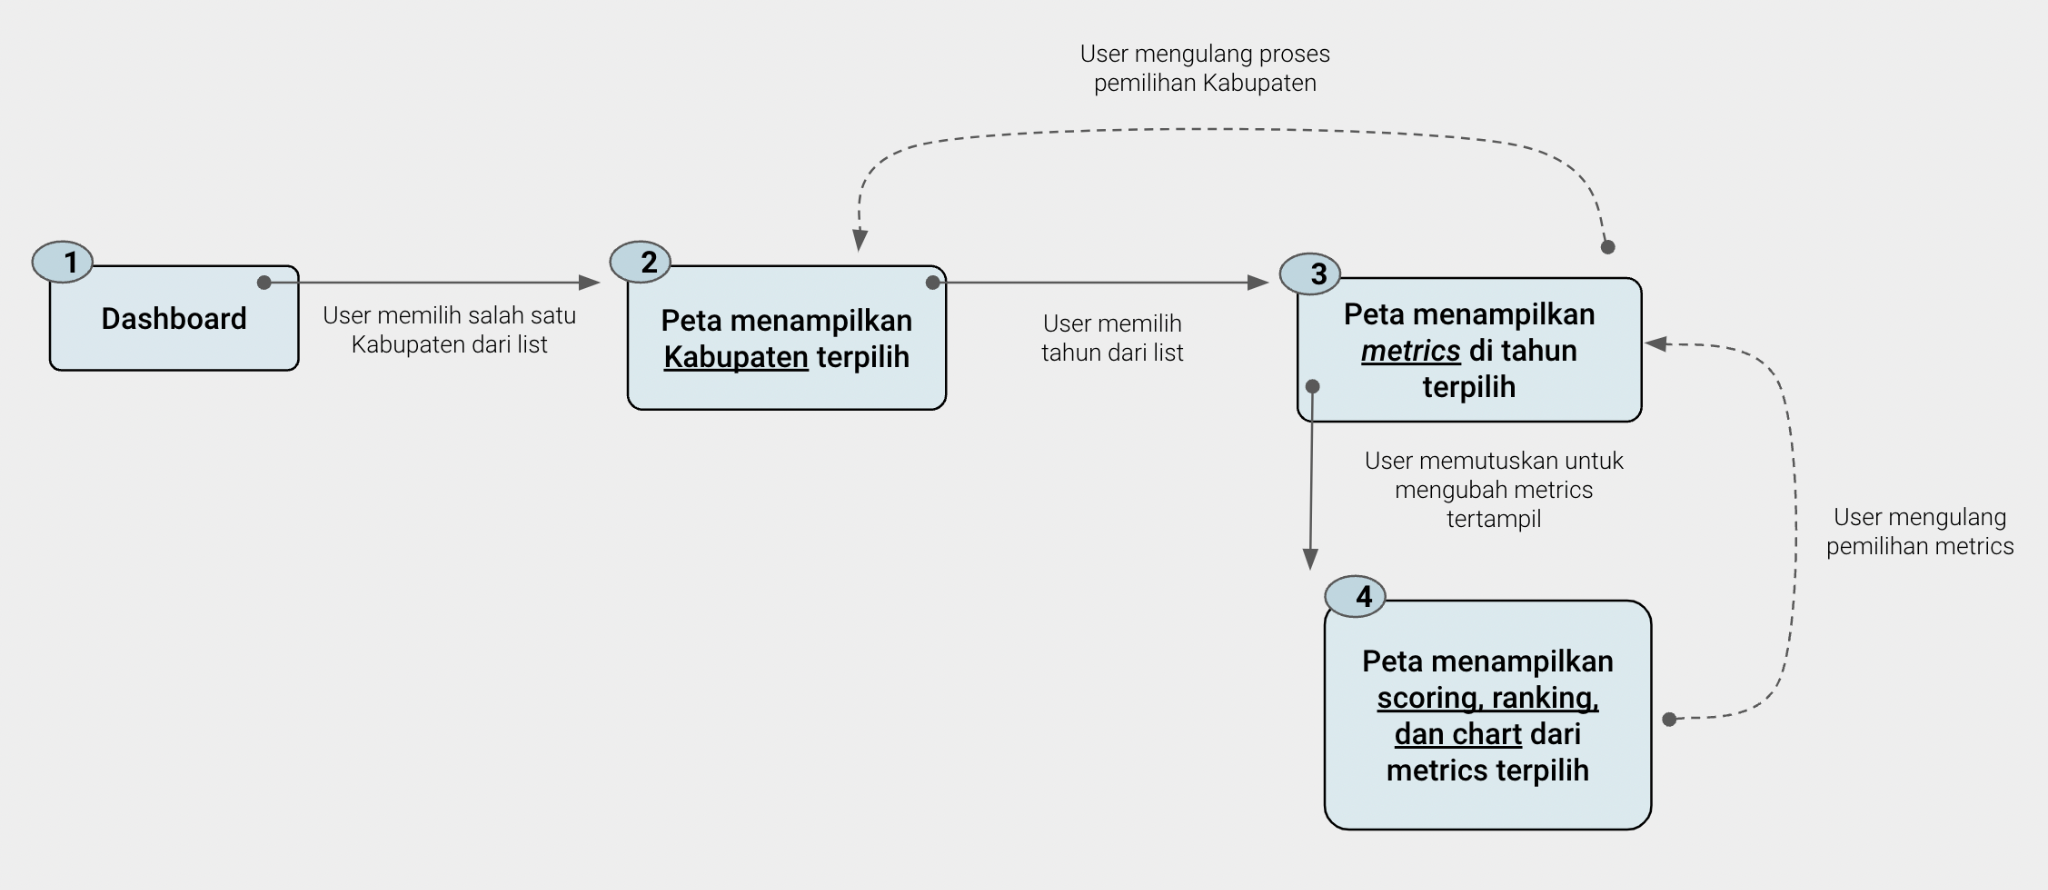 User mengulang proses
pemilihan Kabupaten
1
Dashboard
User memilih salah satu
Kabupaten dari list
2
Peta menampilkan
Kabupaten terpilih
User memilih
tahun dari list
3
Peta menampilkan
metrics di tahun
terpilih
User memutuskan untuk
mengubah metrics
tertampil
User mengulang
pemilihan metrics
4
Peta menampilkan
scoring, ranking,
dan chart dari
metrics terpilih